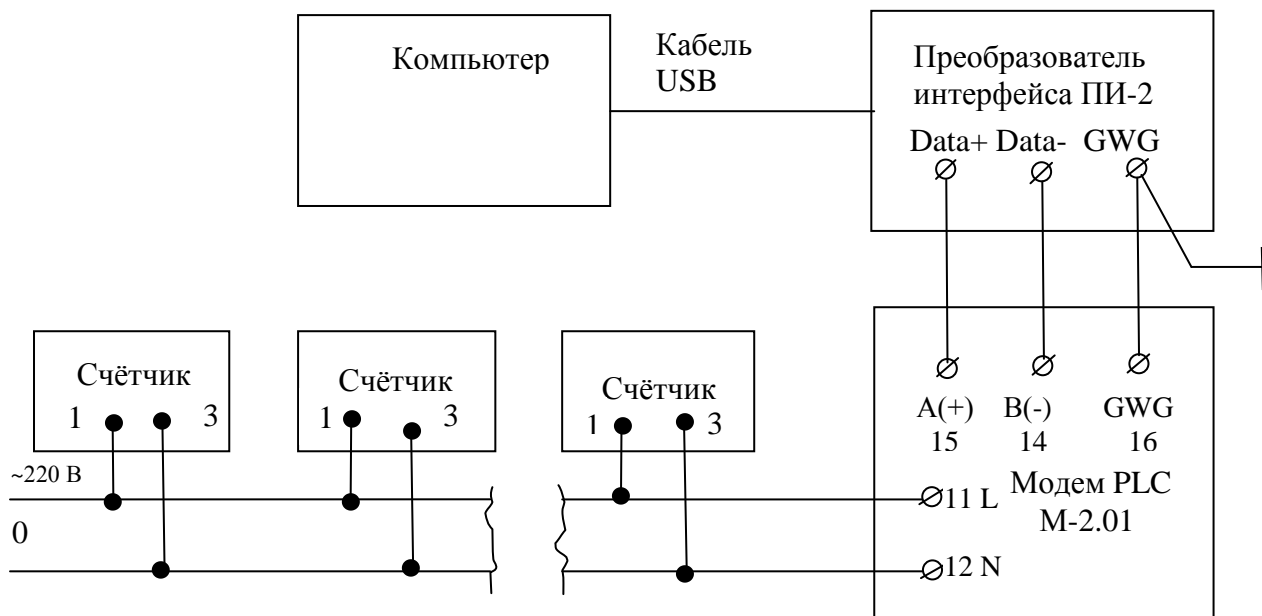 Компьютер
Кабель
USB
Преобразователь
интерфейса ПИ-2
Data+ Data- GWG
Счётчик
1 3
Счётчик
1 3
Счётчик
1 3
A(+) B(-) GWG
15 14 16
Модем PLC
М-2.01
~220 В
11 L
0
12 N